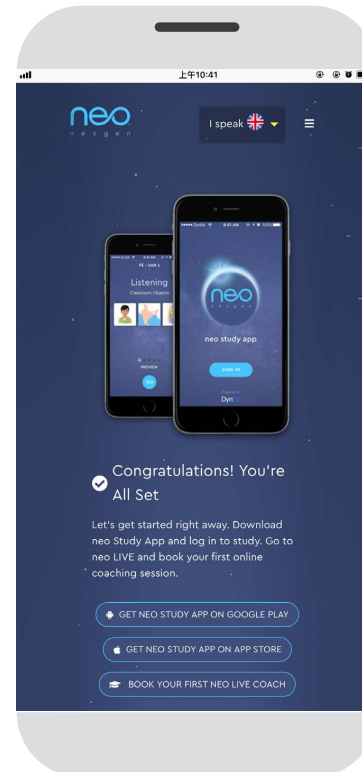 上午10:41
neo
nexgen
I speak
Listening
Classroom Objects
PREVIEW
neo
nexgen
neo study app
SIGN IN
DynEd
Congratulations! You're
All Set
Let's get started right away. Download
neo Study App and log in to study. Go to
neo LIVE and book your first online
coaching session.
GET NEO STUDY APP ON GOOGLE PLAY
GET NEO STUDY APP ON APP STORE
BOOK YOUR FIRST NEO LIVE COACH